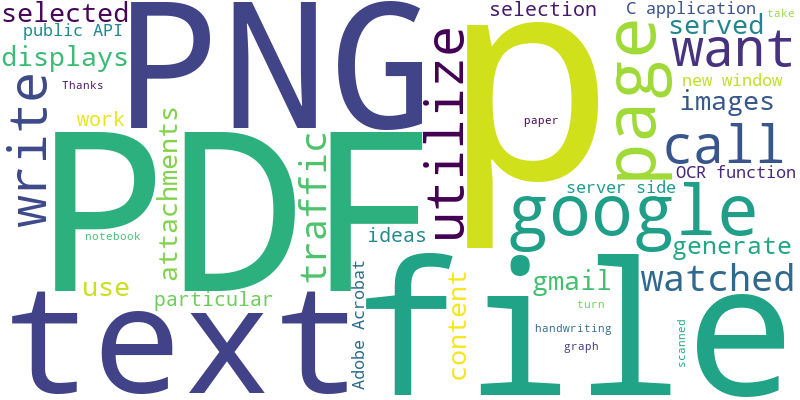 selected
PNG
p
selection
C application
take
public API
served
page
want
displays
utilize
Thanks
new window
write
images
work
paper
attachments
call
PDF
traffic
OCR function
server side
google
notebook
ideas
generate
use
particular
Adobe Acrobat
gmail
watched
text
file
content
turn
handwriting
graph
scanned